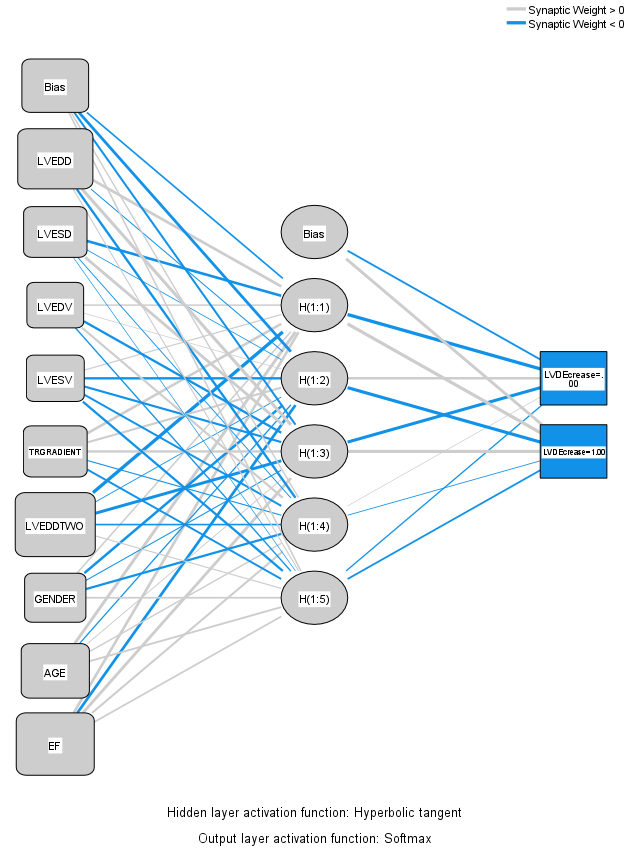 Synaptic Weight > 0
Synaptic Weight < 0
Bias
LVEDD
LVESD
LVEDV
LVESV
TRGRADIENT
LVEDDTWO
GENDER
AGE
EF
Bias
H(1:1)
H(1:2)
H(1:3)
H(1:4)
H(1:5)
LVDEcrease=.
00
LVDEcrease=1.00
Hidden layer activation function: Hyperbolic tangent
Output layer activation function: Softmax